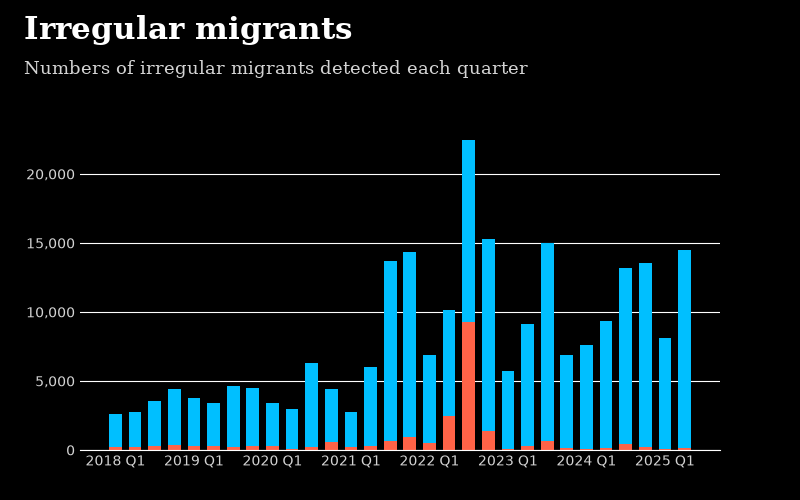 Irregular migrants
Numbers of irregular migrants detected each quarter
20,000
15,000
10,000
5,000
0
2018 Q1 2019 Q1 2020 Q1 2021 Q1 2022 Q1 2023 Q1 2024 Q1 2025 Q1